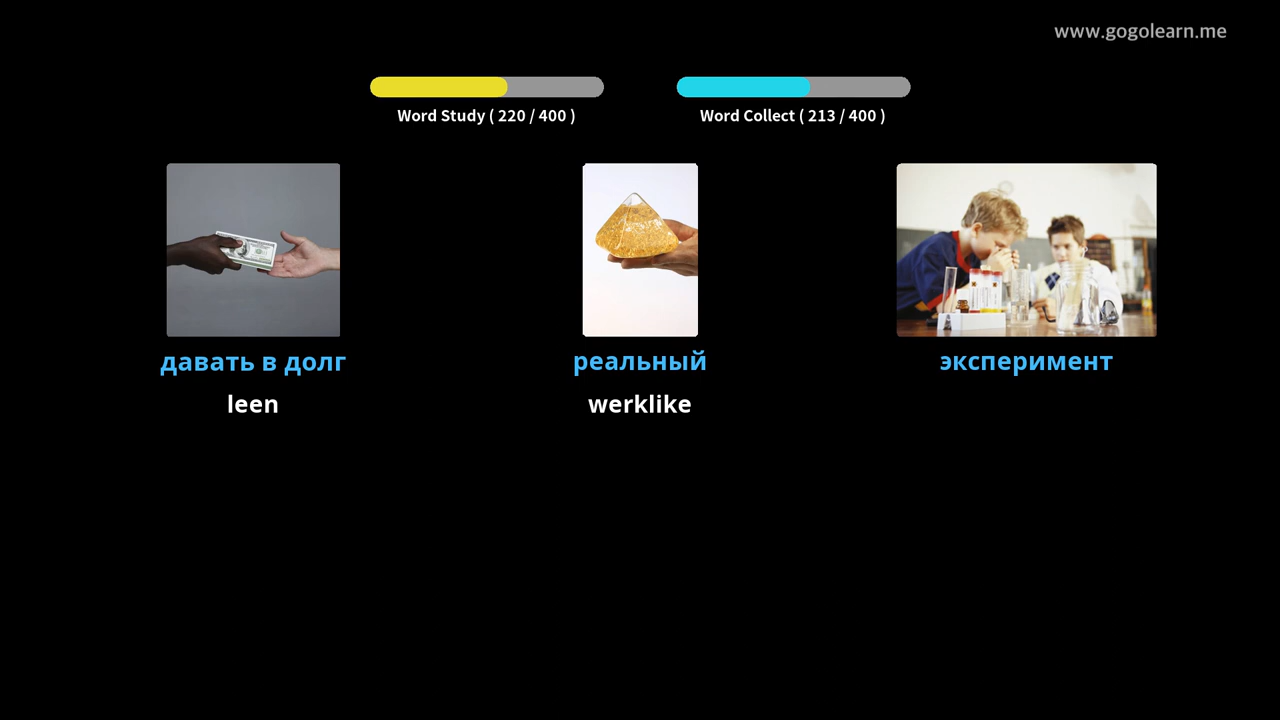 www.gogolearn.me
Word Study ( 220 / 400 )
Word Collect ( 213 / 400 )
давать в долг
реальный
эксперимент
leen
werklike